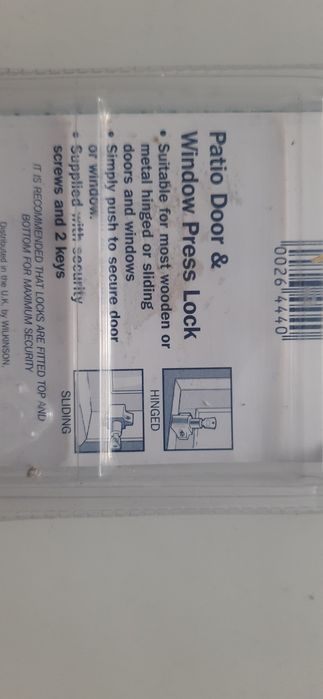 0026 4440
Patio Door &
Window Press Lock
• Suitable for most wooden or
metal hinged or sliding
doors and windows
• Simply push to secure door
or window.
• Supplied with security
screws and 2 keys
HINGED
SLIDING
IT IS RECOMMENDED THAT LOCKS ARE FITTED TOP AND
BOTTOM FOR MAXIMUM SECURITY
Distributed in the U.K. by WILKINSON